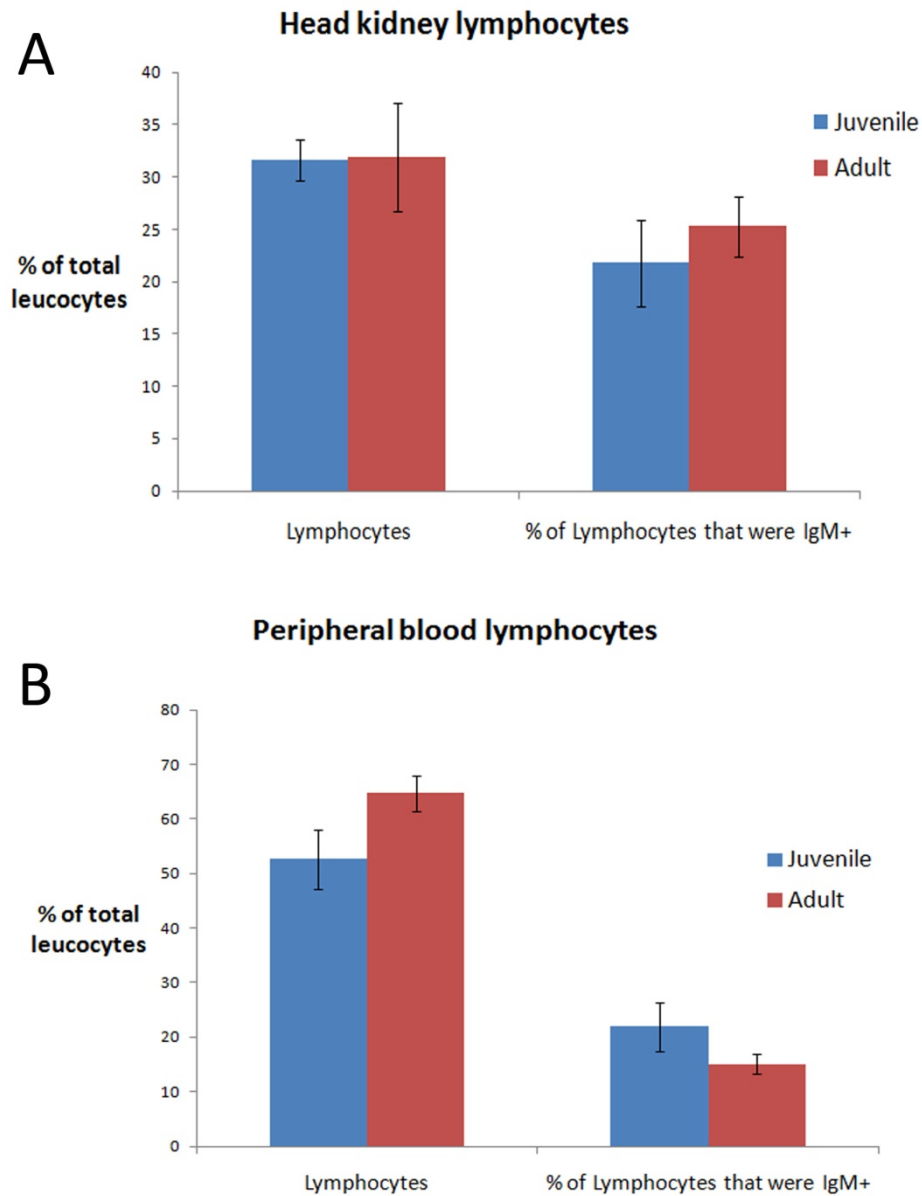 A
Head kidney lymphocytes
40
35
30
25
20
15
10
5
0
% of total
leucocytes
Juvenile
Adult
Lymphocytes
% of Lymphocytes that were IgM+
B
Peripheral blood lymphocytes
80
70
60
50
40
30
20
10
0
% of total
leucocytes
Juvenile
Adult
Lymphocytes
% of Lymphocytes that were IgM+